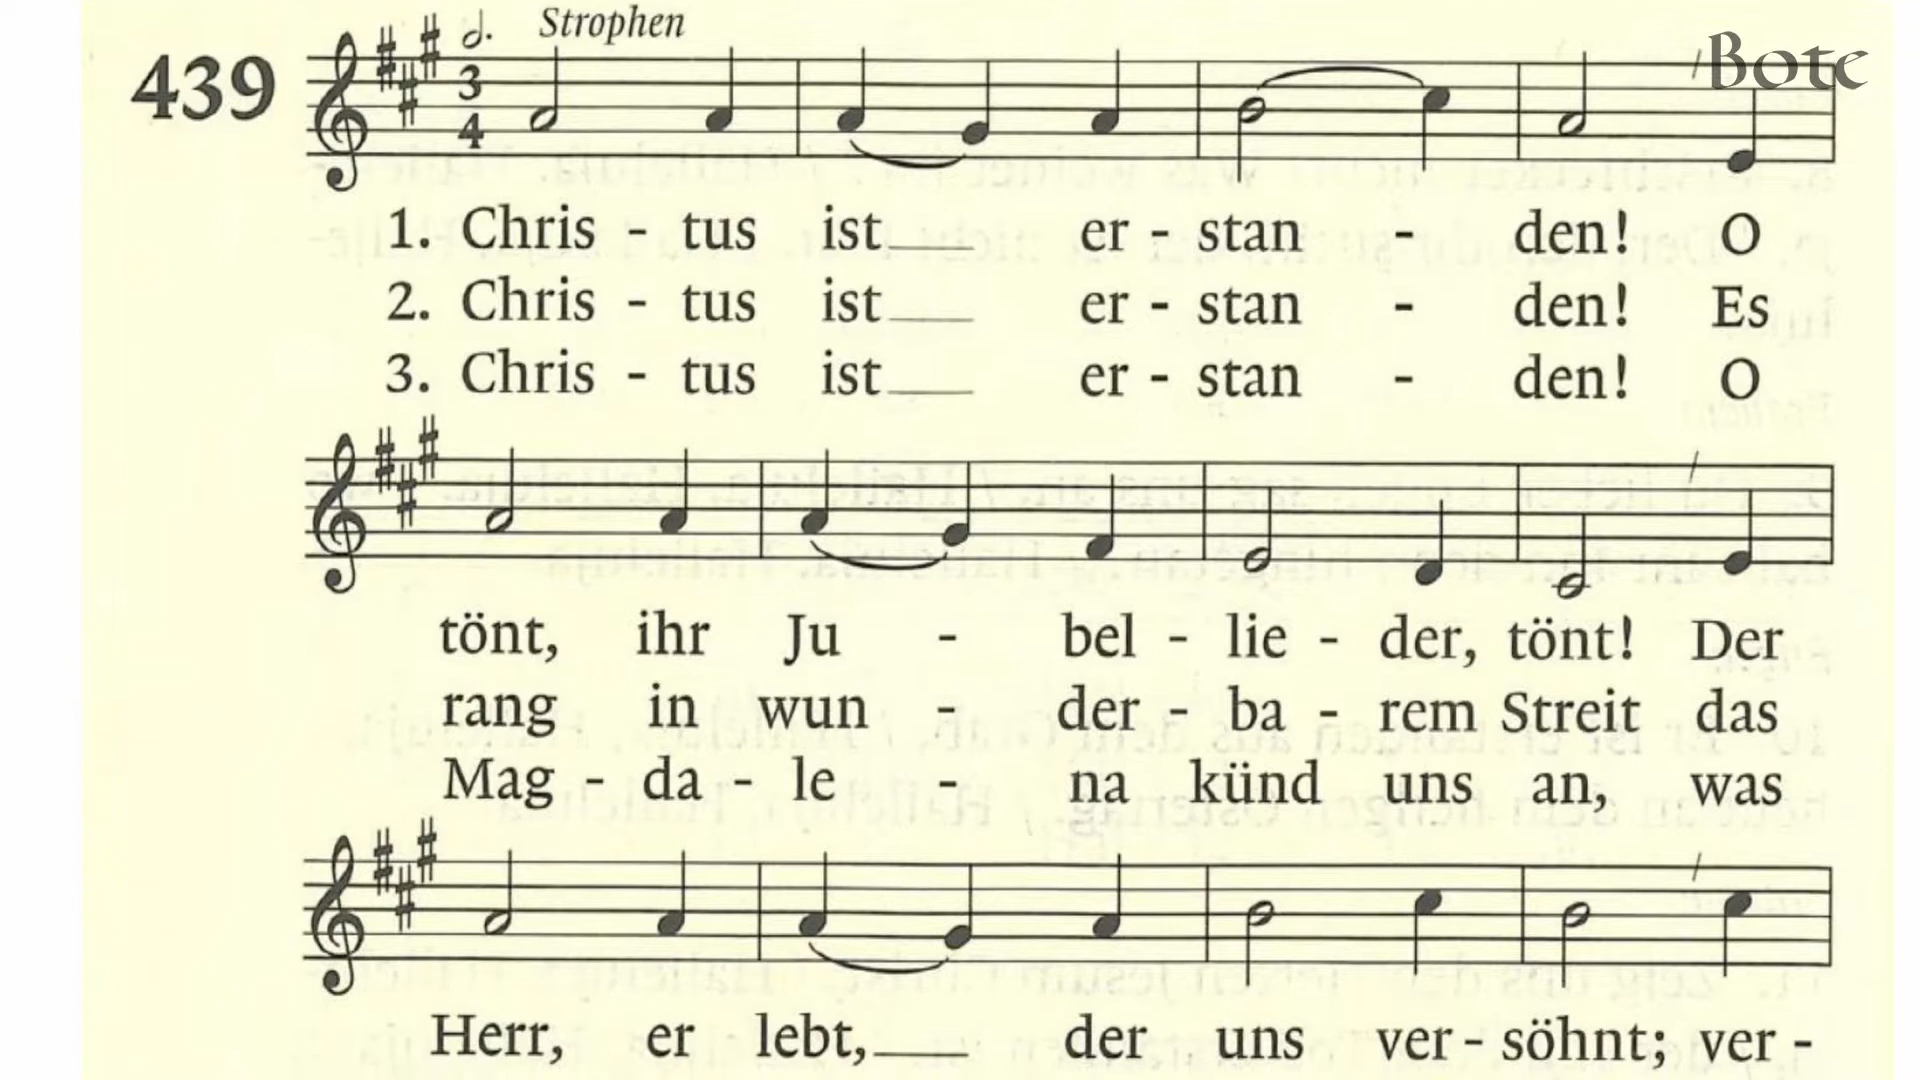 Strophen
Bote
439
3
4
1. Chris - tus ist er - stan - den! O
2. Chris - tus ist er - stan - den! Es
3. Chris - tus ist er - stan - den! O
tönt, ihr Ju - bel - lie - der, tönt! Der
rang in wun - der - ba - rem Streit das
Mag - da - le - na künd uns an, was
Herr, er lebt, der uns ver - söhnt; ver -